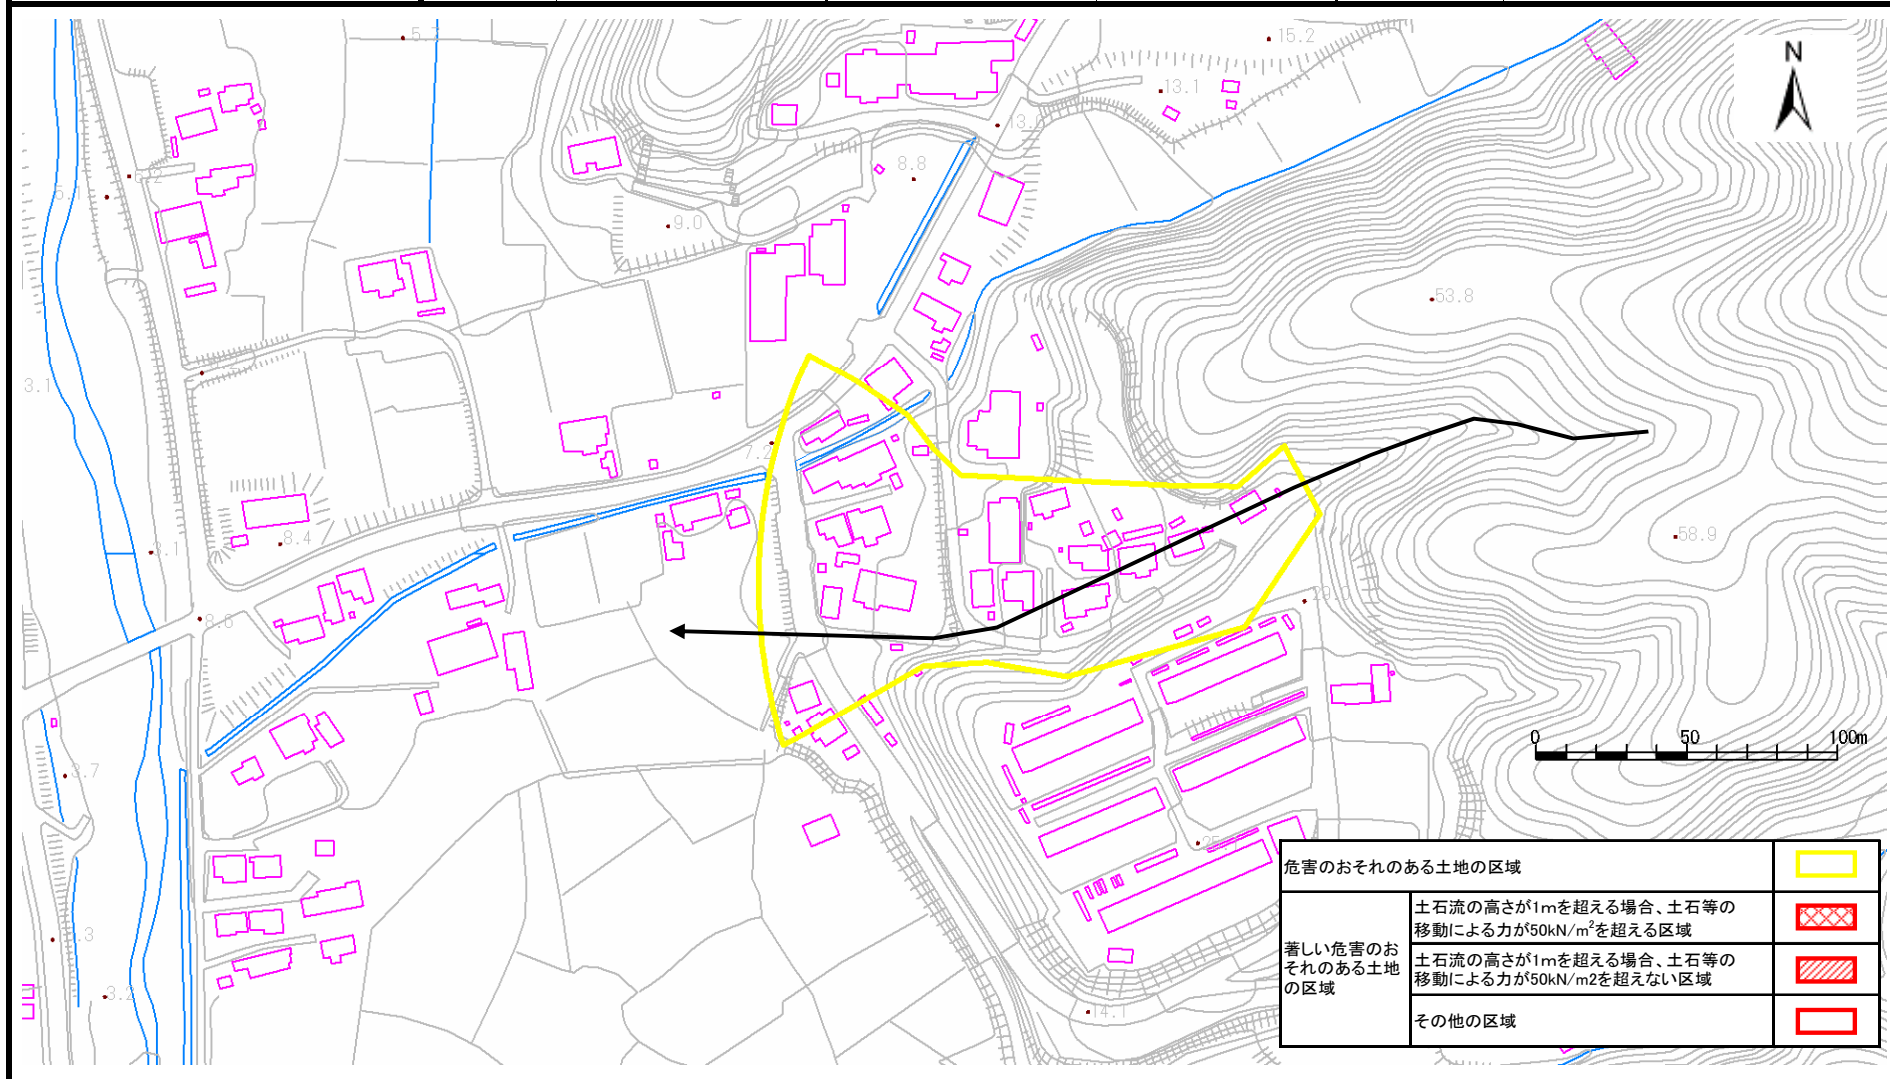 15.2
N
13.1
8.8
5.1
9.0
53.8
3.1
7.2
8.4
3.1
58.9
8.6
29.0
0 50 100m
3.7
3.2
14.1
危害のおそれのある土地の区域
著しい危害のお
それのある土地
の区域
土石流の高さが1mを超える場合、土石等の
移動による力が50kN/m²を超える区域
土石流の高さが1mを超える場合、土石等の
移動による力が50kN/m2を超えない区域
その他の区域